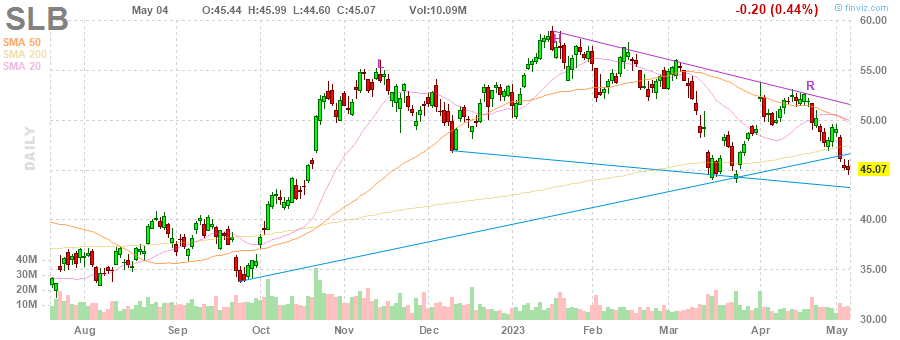 SLB
May 04 O:45.44 H:45.99 L:44.60 C:45.07 Vol:10.09M
-0.20 (0.44%)
finviz.com
SMA 50
SMA 200
SMA 20
DAILY
60.00
55.00
50.00
45.07
40.00
35.00
30.00
40M
30M
20M
10M
L
R
Aug Sep Oct Nov Dec 2023 Feb Mar Apr May